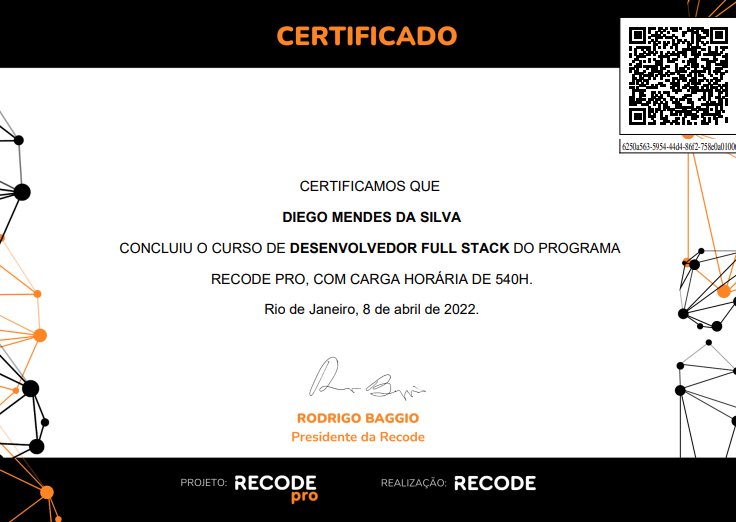 CERTIFICADO
6250a563-5954-44d4-86f2-758e0a0100
CERTIFICAMOS QUE
DIEGO MENDES DA SILVA
CONCLUIU O CURSO DE DESENVOLVEDOR FULL STACK DO PROGRAMA
RECODE PRO, COM CARGA HORÁRIA DE 540H.
Rio de Janeiro, 8 de abril de 2022.
RODRIGO BAGGIO
Presidente da Recode
PROJETO: RECODE pro REALIZAÇÃO: RECODE